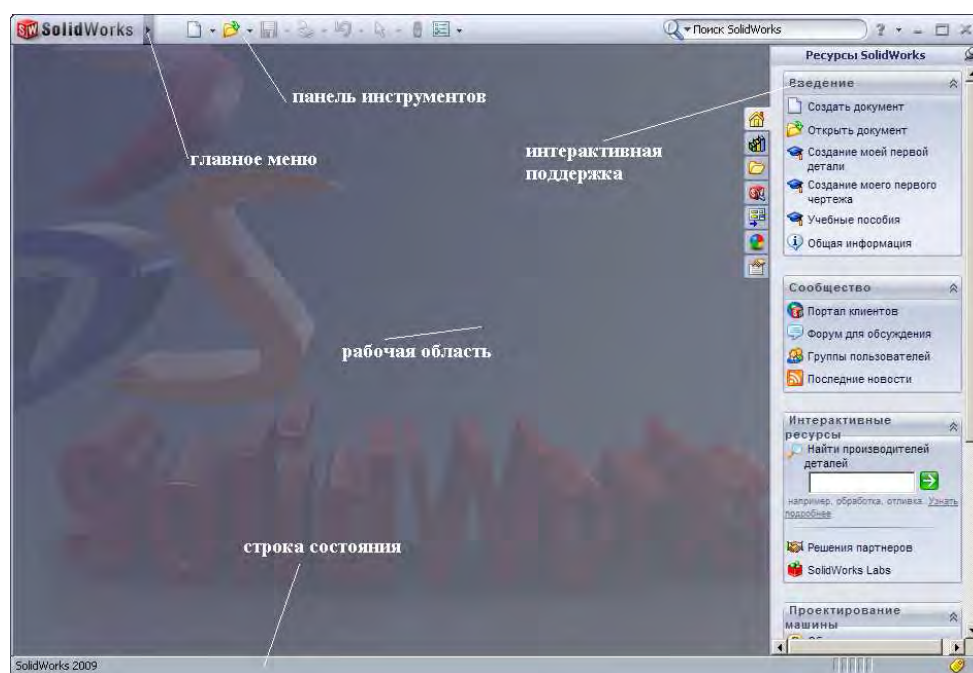 SolidWorks
Поиск SolidWorks
?
Ресурсы SolidWorks
панель инструментов
главное меню
интерактивная
поддержка
рабочая область
строка состояния
Введение
Создать документ
Открыть документ
Создание моей первой
детали
Создание моего первого
чертежа
Учебные пособия
Общая информация
Сообщество
Портал клиентов
Форум для обсуждения
Группы пользователей
Последние новости
Интерактивные
ресурсы
Найти производителей
деталей
например, обработка, отливка. Узнать
подробнее
Решения партнеров
SolidWorks Labs
Проектирование
машины
SolidWorks
SolidWorks 2009